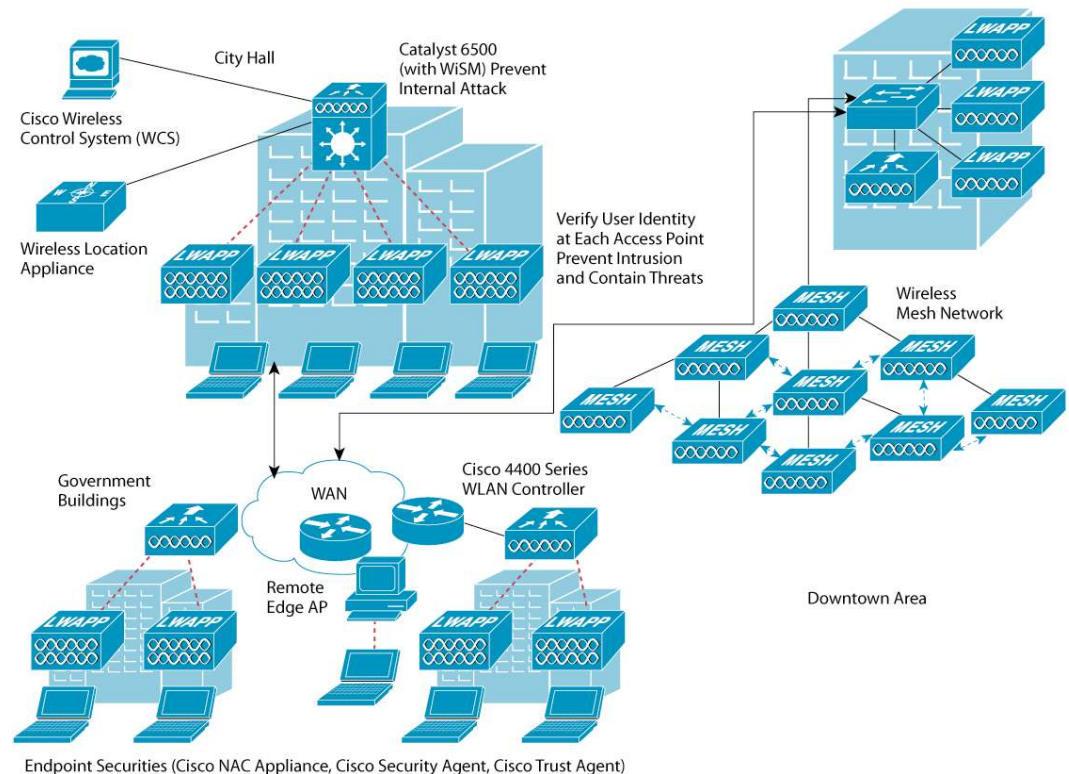 City Hall
Catalyst 6500
(with WiSM) Prevent
Internal Attack
Cisco Wireless
Control System (WCS)
W E
Wireless Location
Appliance
LWAPP
LWAPP
LWAPP
LWAPP
Verify User Identity
at Each Access Point
Prevent Intrusion
and Contain Threats
LWAPP
LWAPP
LWAPP
Wireless
Mesh Network
MESH
MESH
MESH
MESH
MESH
MESH
MESH
MESH
MESH
Government
Buildings
WAN
Cisco 4400 Series
WLAN Controller
Remote
Edge AP
LWAPP
LWAPP
LWAPP
LWAPP
Downtown Area
Endpoint Securities (Cisco NAC Appliance, Cisco Security Agent, Cisco Trust Agent)